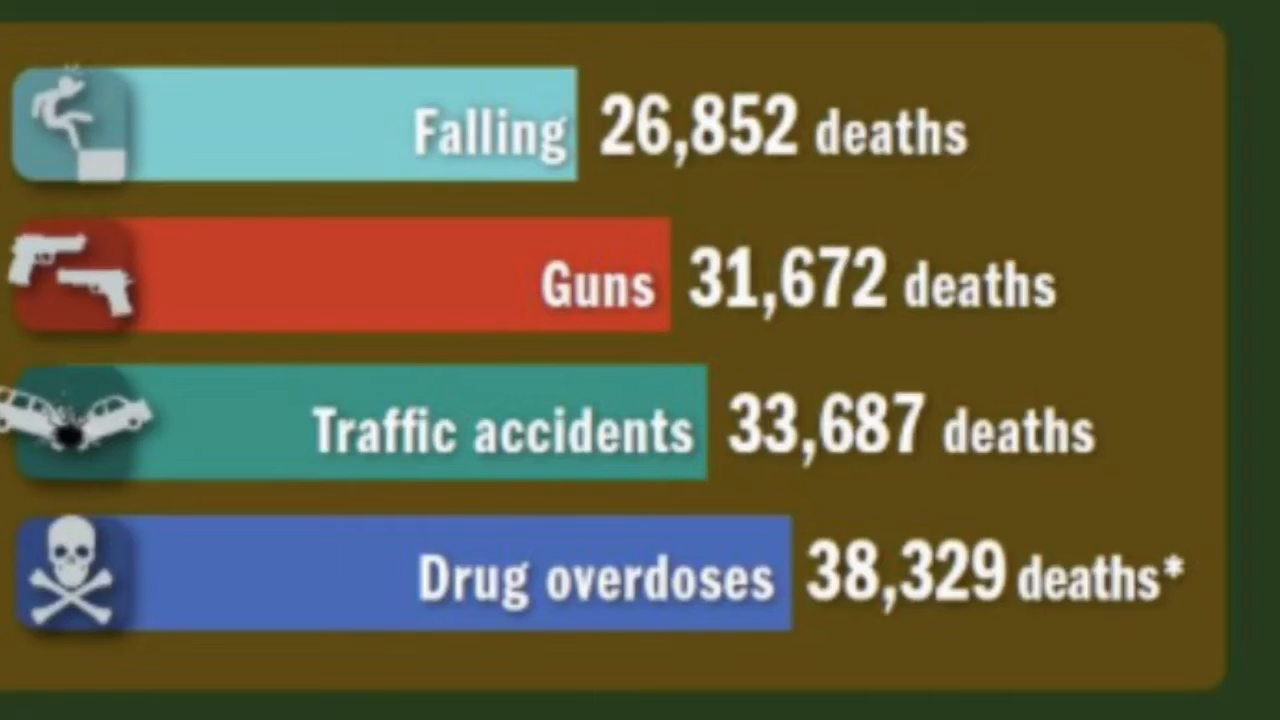 Falling 26,852 deaths
Guns 31,672 deaths
Traffic accidents 33,687 deaths
Drug overdoses 38,329 deaths*